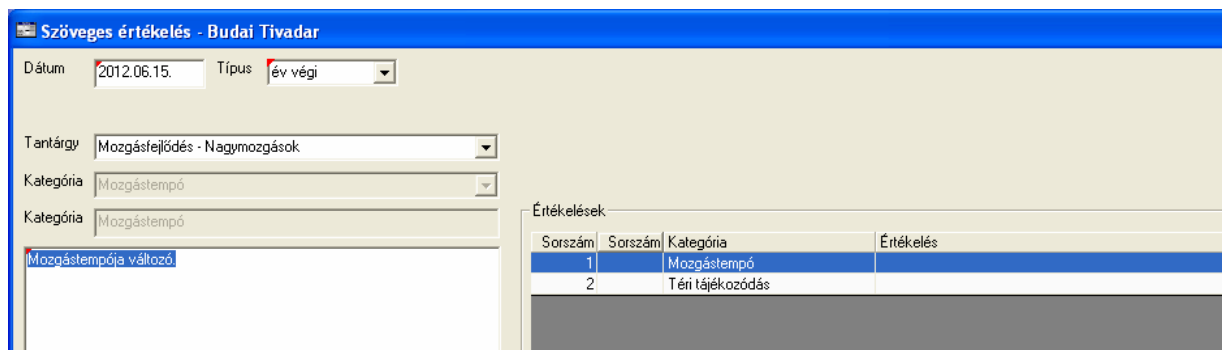 Szöveges értékelés - Budai Tivadar
Dátum 2012.06.15. Típus év végi
Tantárgy Mozgásfejlődés - Nagymozgások
Kategória Mozgástempó
Kategória Mozgástempó
Mozgástempója változó.
Értékelések
Sorszám Sorszám Kategória Értékelés
1 Mozgástempó
2 Téri tájékozódás